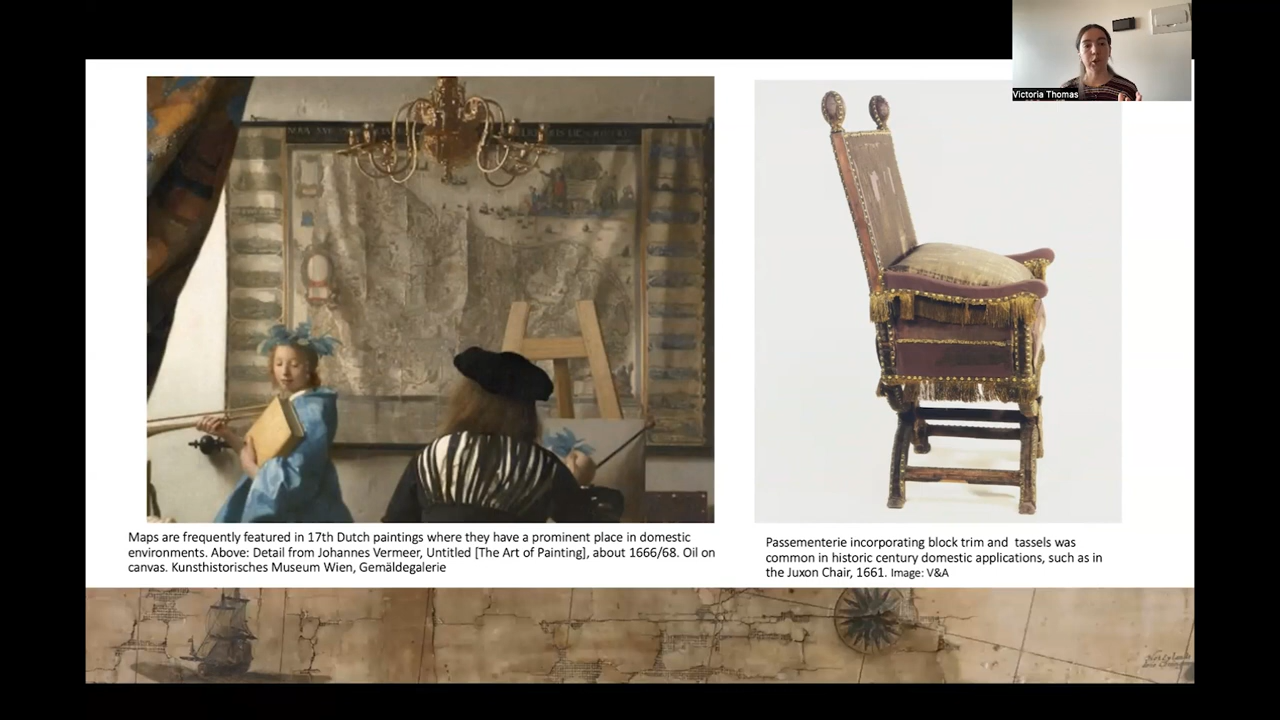 Victoria Thomas
Maps are frequently featured in 17th Dutch paintings where they have a prominent place in domestic
environments. Above: Detail from Johannes Vermeer, Untitled [The Art of Painting], about 1666/68. Oil on
canvas. Kunsthistorisches Museum Wien, Gemäldegalerie
Passementerie incorporating block trim and tassels was
common in historic century domestic applications, such as in
the Juxon Chair, 1661. Image: V&A